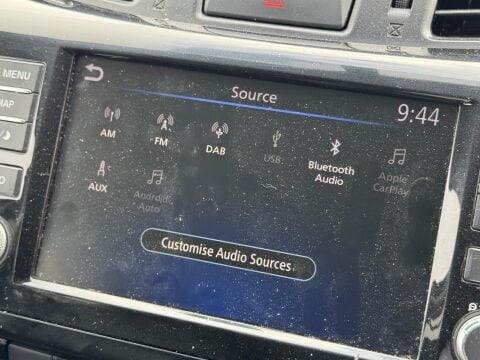 MENU
MAP
Source
9:44
AM
FM
DAB
USB
Bluetooth
Audio
Apple
CarPlay
AUX
Android
Auto
Customise Audio Sources